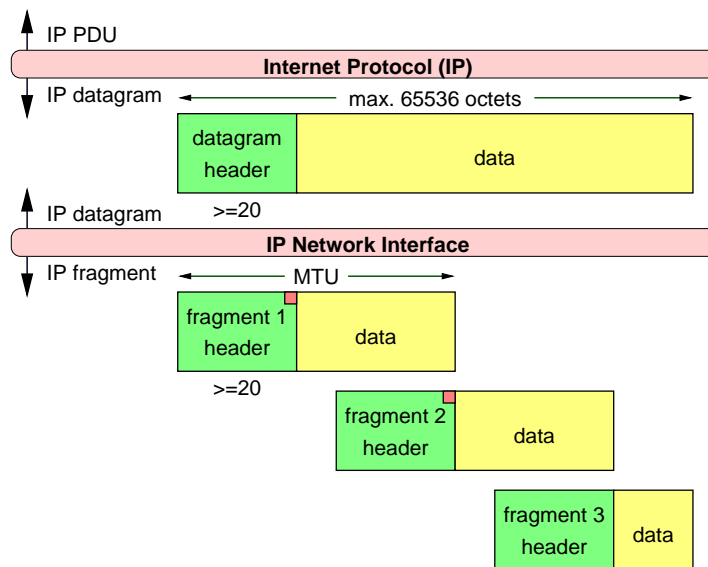 IP PDU
Internet Protocol (IP)
IP datagram
max. 65536 octets
datagram
header
data
IP datagram
>=20
IP Network Interface
IP fragment
MTU
fragment 1
header
data
>=20
fragment 2
header
data
fragment 3
header
data